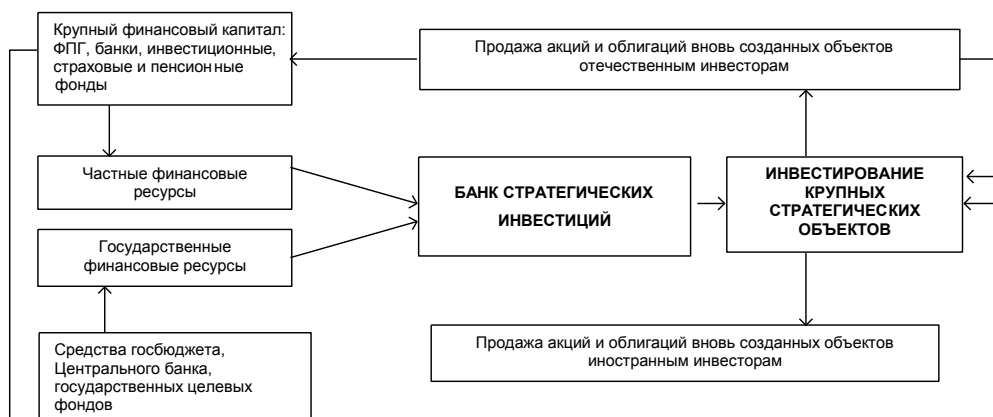 Крупный финансовый капитал:
ФПГ, банки, инвестиционные,
страховые и пенсионные
фонды
Продажа акций и облигаций вновь созданных объектов
отечественным инвесторам
Частные финансовые
ресурсы
БАНК СТРАТЕГИЧЕСКИХ
ИНВЕСТИЦИЙ
ИНВЕСТИРОВАНИЕ
КРУПНЫХ
СТРАТЕГИЧЕСКИХ
ОБЪЕКТОВ
Государственные
финансовые ресурсы
Средства госбюджета,
Центрального банка,
государственных целевых
фондов
Продажа акций и облигаций вновь созданных объектов
иностранным инвесторам